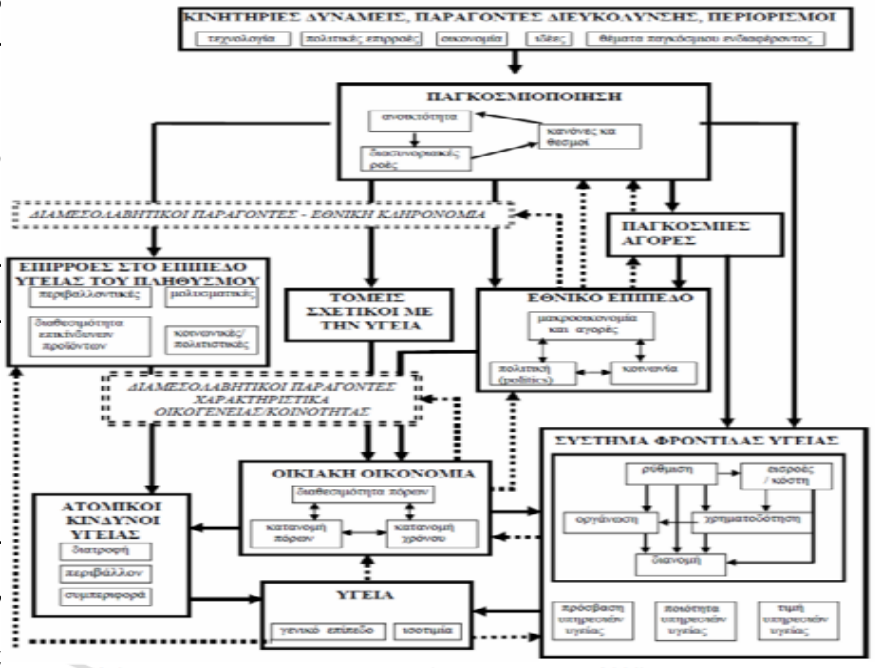 ΚΙΝΗΤΗΡΙΕΣ ΔΥΝΑΜΕΙΣ, ΠΑΡΑΓΟΝΤΕΣ ΔΙΕΥΚΟΛΥΝΣΗΣ, ΠΕΡΙΟΡΙΣΜΟΙ
τεχνολογία πολιτικές επιρροές οικονομία ιδέες θέματα παγκόσμιου ενδιαφέροντος
ΠΑΓΚΟΣΜΙΟΠΟΙΗΣΗ
ανοικτότητα
κανόνες κα
θεσμοί
διασυνοριακές
ροές
ΔΙΑΜΕΣΟΛΑΒΗΤΙΚΟΙ ΠΑΡΑΓΟΝΤΕΣ - ΕΘΝΙΚΗ ΚΛΗΡΟΝΟΜΙΑ
ΠΑΓΚΟΣΜΙΕΣ
ΑΓΟΡΕΣ
ΕΠΙΡΡΟΕΣ ΣΤΟ ΕΠΙΠΕΔΟ
ΥΓΕΙΑΣ ΤΟΥ ΠΛΗΘΥΣΜΟΥ
περιβαλλοντικές μολυσματικές
διαθεσιμότητα
επικίνδυνων
προϊόντων
κοινωνικές/
πολιτιστικές
ΤΟΜΕΙΣ
ΣΧΕΤΙΚΟΙ ΜΕ
ΤΗΝ ΥΓΕΙΑ
ΕΘΝΙΚΟ ΕΠΙΠΕΔΟ
μακροοικονομία
και αγορές
πολιτική
(politics)
κοινωνία
ΔΙΑΜΕΣΟΛΑΒΗΤΙΚΟΙ ΠΑΡΑΓΟΝΤΕΣ
ΧΑΡΑΚΤΗΡΙΣΤΙΚΑ
ΟΙΚΟΓΕΝΕΙΑΣ/ΚΟΙΝΟΤΗΤΑΣ
ΟΙΚΙΑΚΗ ΟΙΚΟΝΟΜΙΑ
διαθεσιμότητα πόρων
κατανομή
πόρων
κατανομή
χρόνου
ΣΥΣΤΗΜΑ ΦΡΟΝΤΙΔΑΣ ΥΓΕΙΑΣ
ρύθμιση
εισροές
/ κόστη
οργάνωση χρηματοδότηση
διανομή
πρόσβαση
υπηρεσιών
υγείας
ποιότητα
υπηρεσιών
υγείας
τιμή
υπηρεσιών
υγείας
ΑΤΟΜΙΚΟΙ
ΚΙΝΔΥΝΟΙ
ΥΓΕΙΑΣ
διατροφή
περιβάλλον
συμπεριφορά
ΥΓΕΙΑ
γενικό επίπεδο ισοτιμία